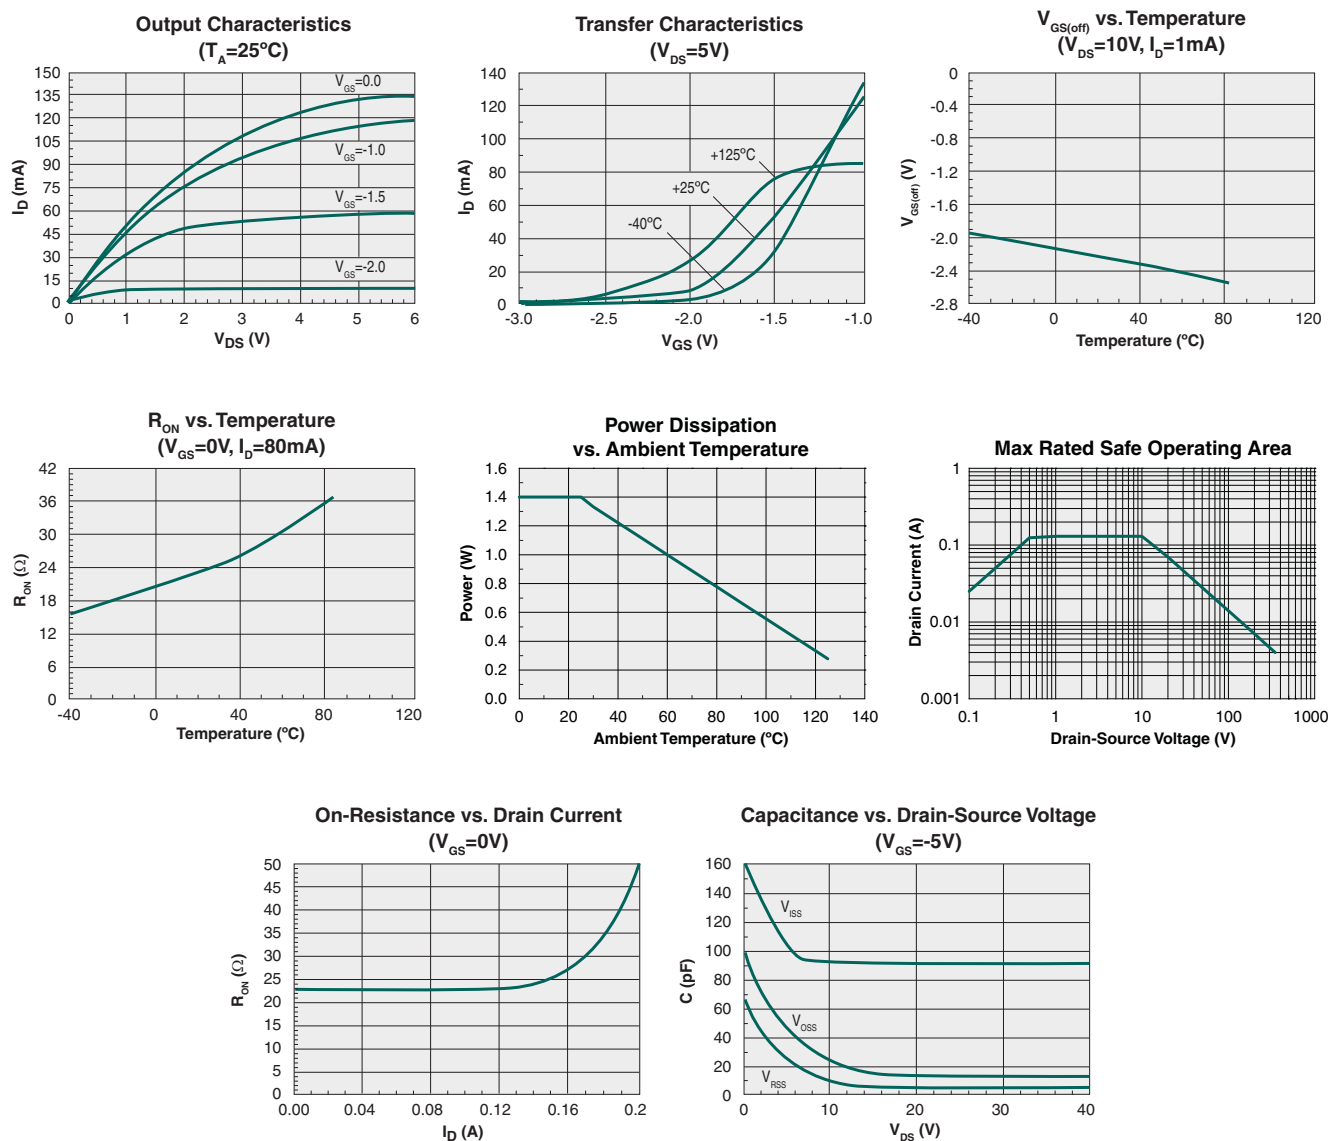 Output Characteristics
(TA=25ºC)
ID (mA)
150
135
120
105
90
75
60
45
30
15
0
VGS=0.0
VGS=-1.0
VGS=-1.5
VGS=-2.0
0 1 2 3 4 5 6
VDS (V)
Transfer Characteristics
(VDS=5V)
ID (mA)
140
120
100
80
60
40
20
0
+125ºC
+25ºC
-40ºC
-3.0 -2.5 -2.0 -1.5 -1.0
VGS (V)
VGS(off) vs. Temperature
(VDS=10V, ID=1mA)
VGS(off) (V)
0
-0.4
-0.8
-1.2
-1.6
-2.0
-2.4
-2.8
-40 0 40 80 120
Temperature (ºC)
RON vs. Temperature
(VGS=0V, ID=80mA)
RON (Ω)
42
36
30
24
18
12
6
0
-40 0 40 80 120
Temperature (ºC)
Power Dissipation
vs. Ambient Temperature
Power (W)
1.6
1.4
1.2
1.0
0.8
0.6
0.4
0.2
0.0
0 20 40 60 80 100 120 140
Ambient Temperature (ºC)
Max Rated Safe Operating Area
Drain Current (A)
1
0.1
0.01
0.001
0.1 1 10 100 1000
Drain-Source Voltage (V)
On-Resistance vs. Drain Current
(VGS=0V)
RON (Ω)
50
45
40
35
30
25
20
15
10
5
0
0.00 0.04 0.08 0.12 0.16 0.2
ID (A)
Capacitance vs. Drain-Source Voltage
(VGS=-5V)
C (pF)
160
140
120
100
80
60
40
20
0
VISS
VOSS
VRSS
0 10 20 30 40
VDS (V)